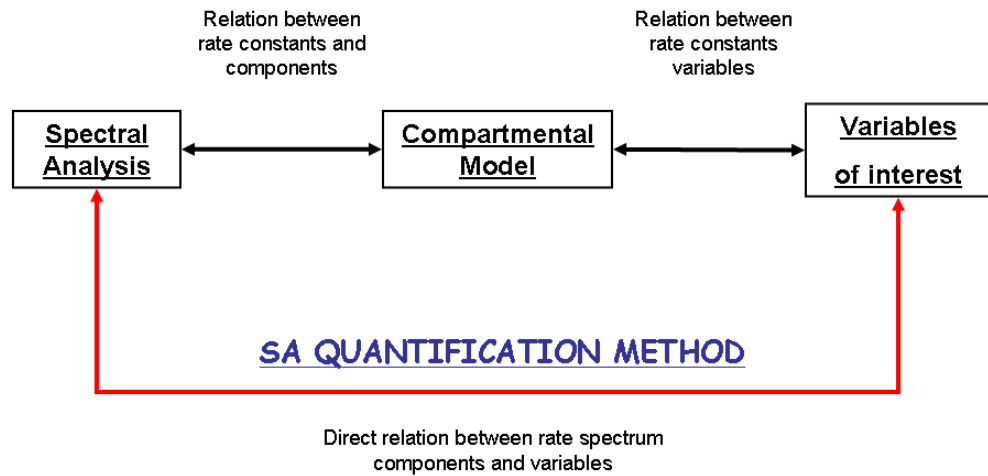 Relation between
rate constants and
components
Relation between
rate constants
variables
Spectral
Analysis
Compartmental
Model
Variables
of interest
SA QUANTIFICATION METHOD
Direct relation between rate spectrum
components and variables